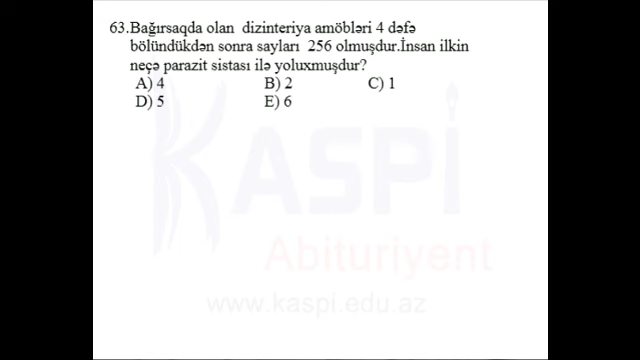 63.Bağırsaqda olan dizinteriya amöbləri 4 dəfə
bölündükdən sonra sayları 256 olmuşdur.İnsan ilkin
neçə parazit sistası ilə yoluxmuşdur?
A) 4 B) 2 C) 1
D) 5 E) 6
KASPİ
Abituriyent
www.kaspi.edu.az